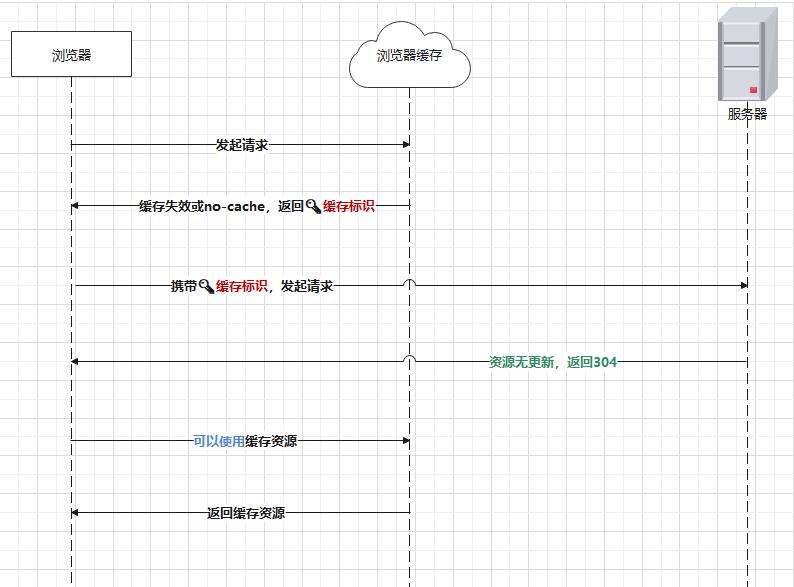 浏览器
浏览器缓存
服务器
发起请求
缓存失效或no-cache，返回缓存标识
携带缓存标识，发起请求
资源无更新，返回304
可以使用缓存资源
返回缓存资源